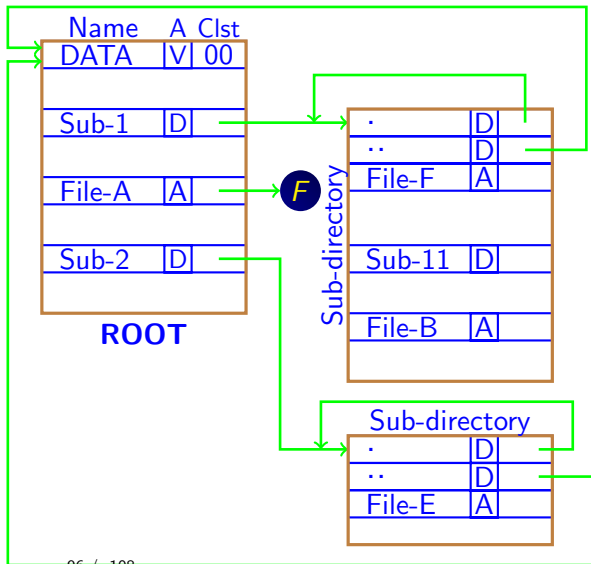 Name A Clst
DATA V 00
Sub-1 D
File-A A
F
Sub-2 D
ROOT
Sub-directory
. D
.. D
File-F A
Sub-11 D
File-B A
Sub-directory
. D
.. D
File-E A